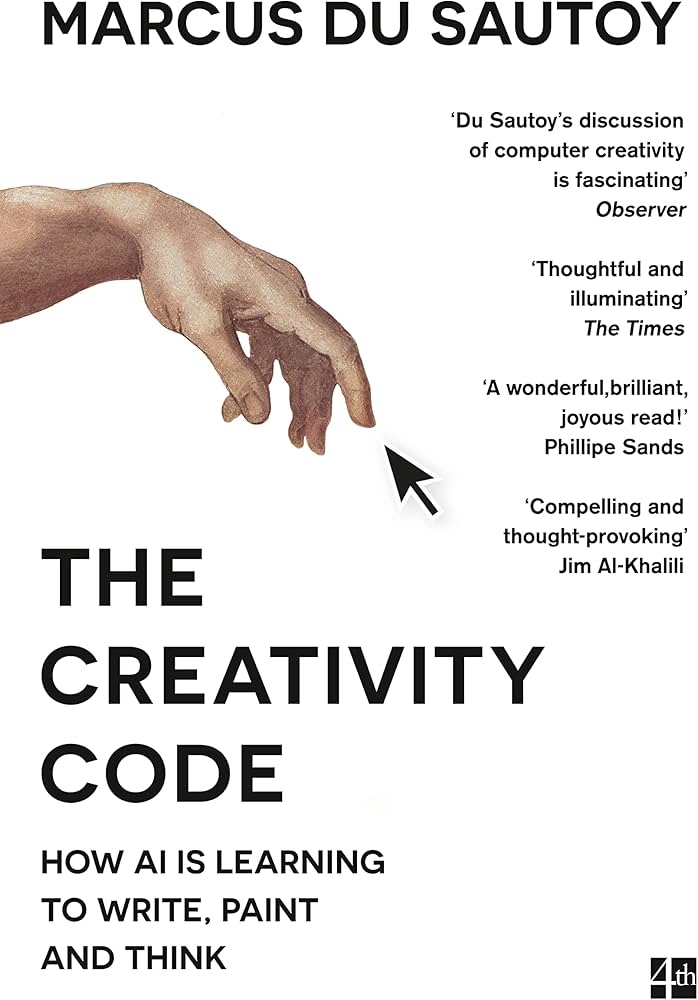 MARCUS DU SAUTOY
‘Du Sautoy’s discussion
of computer creativity
is fascinating’
Observer
‘Thoughtful and
illuminating’
The Times
‘A wonderful,brilliant,
joyous read!’
Phillipe Sands
‘Compelling and
thought-provoking’
Jim Al-Khalili
THE
CREATIVITY
CODE
HOW AI IS LEARNING
TO WRITE, PAINT
AND THINK
4th